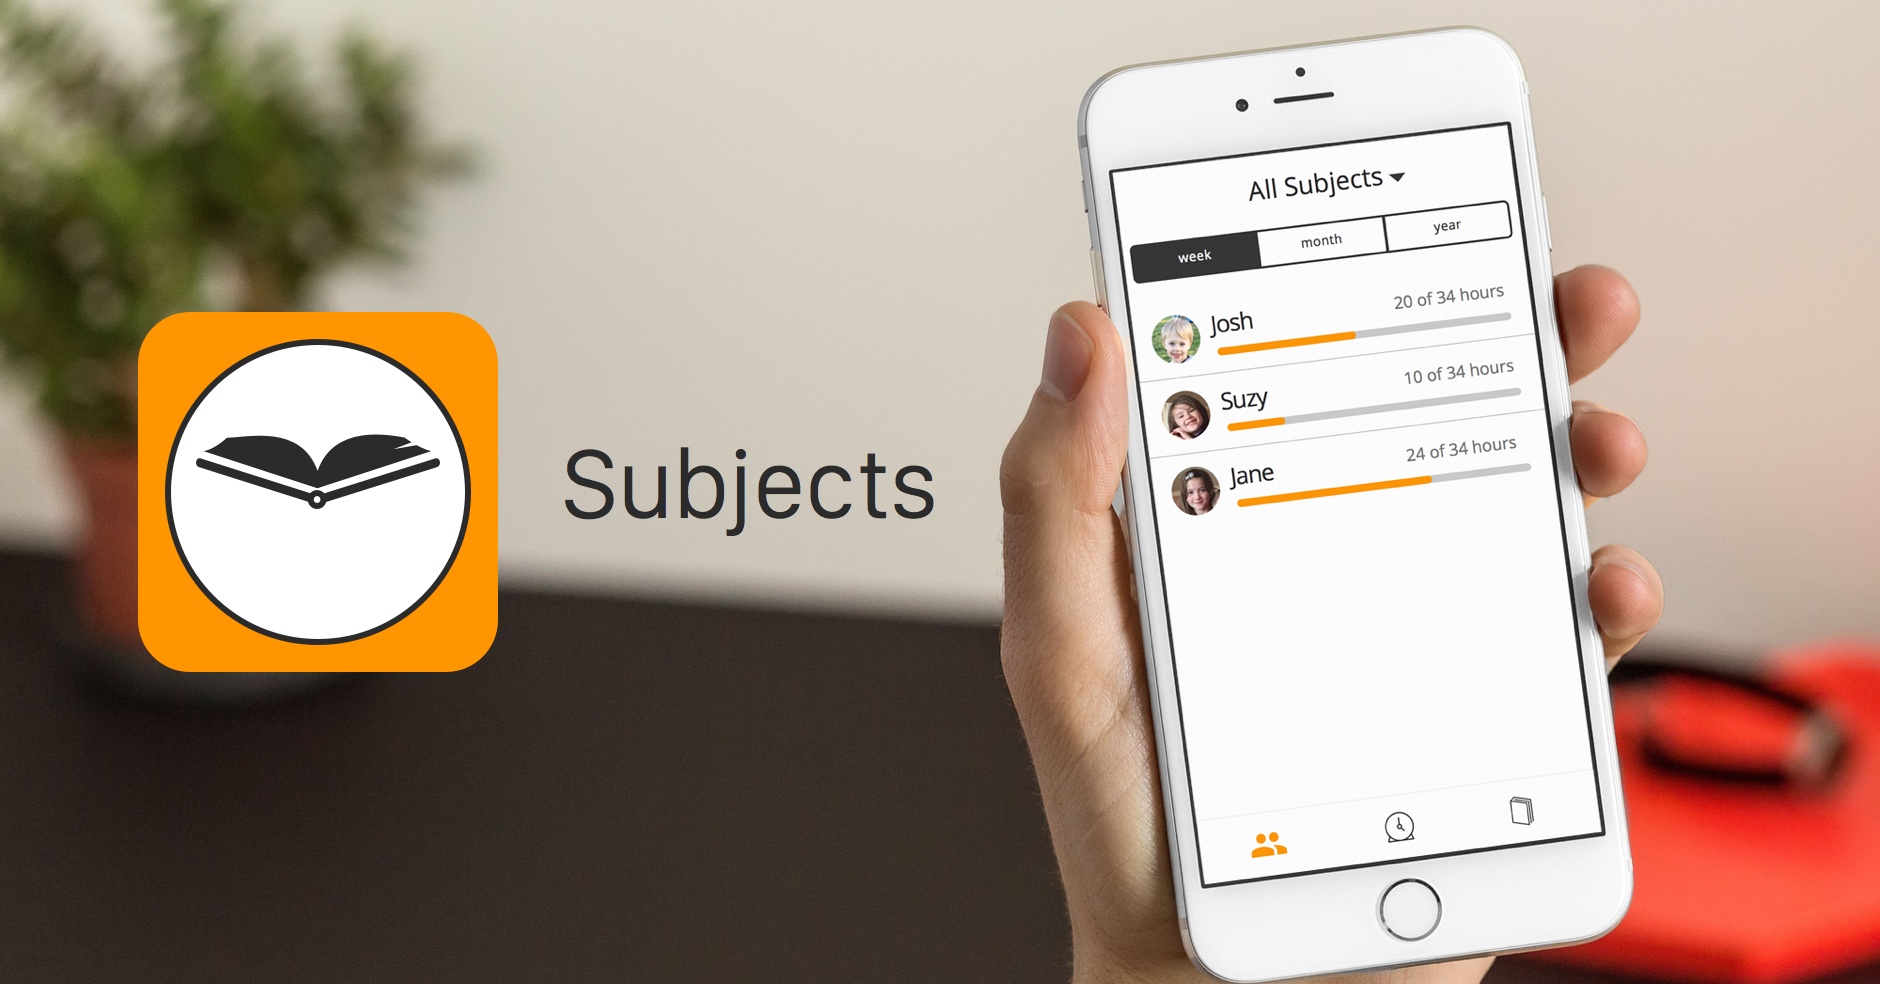 Subjects
All Subjects
week month year
Josh 20 of 34 hours
Suzy 10 of 34 hours
Jane 24 of 34 hours